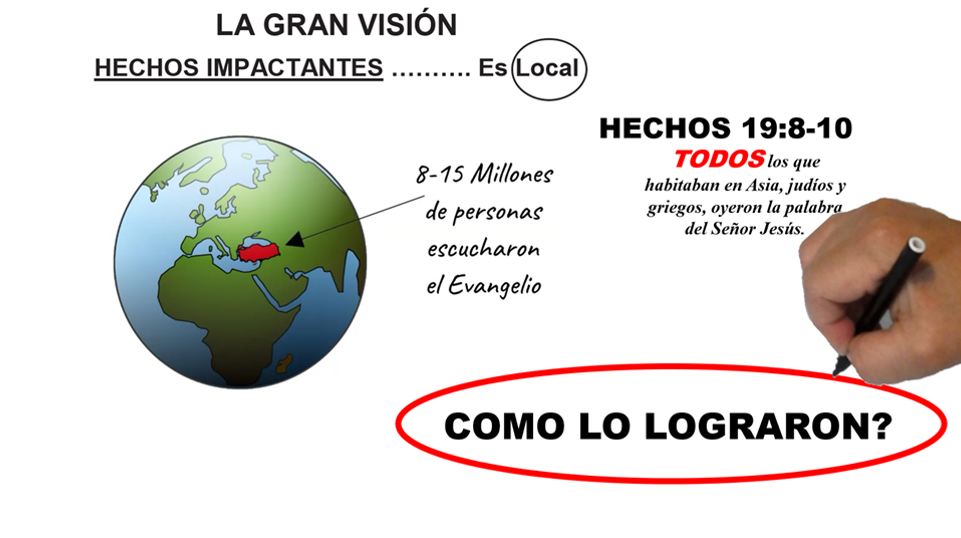 LA GRAN VISIÓN
HECHOS IMPACTANTES .......... Es Local
8-15 Millones
de personas
escucharon
el Evangelio
HECHOS 19:8-10
TODOS los que
habitaban en Asia, judíos y
griegos, oyeron la palabra
del Señor Jesús.
COMO LO LOGRARON?